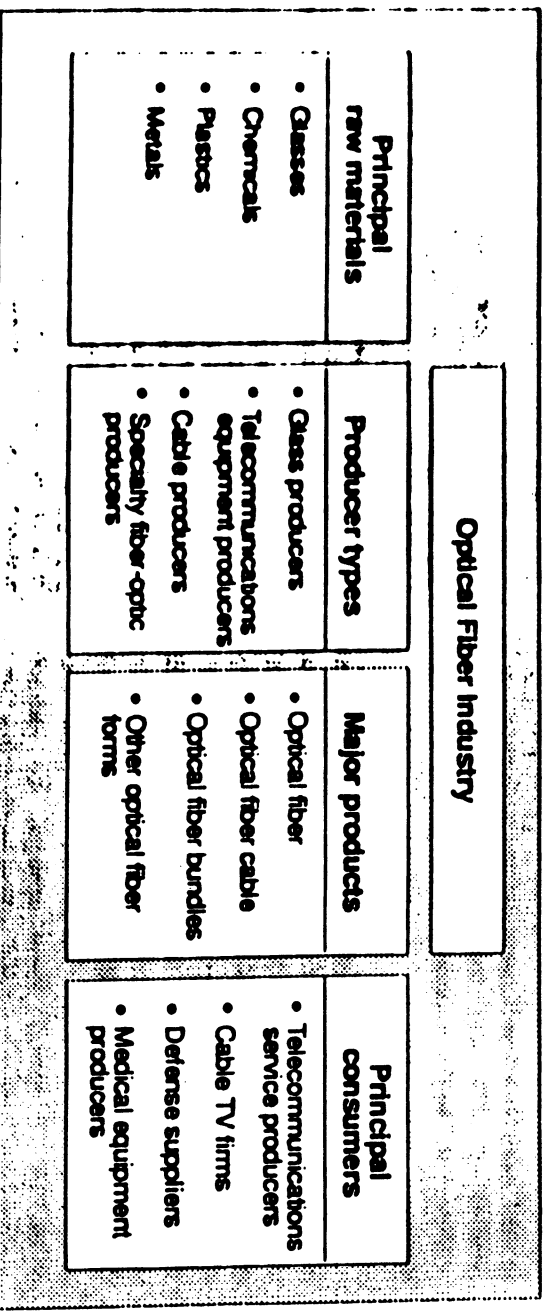 Optical Fiber Industry
Principal
raw materials
• Glasses
• Chemicals
• Plastics
• Metals
Producer types
• Glass producers
• Telecommunications
equipment producers
• Cable producers
• Specialty fiber-optic
producers
Major products
• Optical fiber
• Optical fiber cable
• Optical fiber bundles
• Other optical fiber
forms
Principal
consumers
• Telecommunications
service producers
• Cable TV firms
• Defense suppliers
• Medical equipment
producers